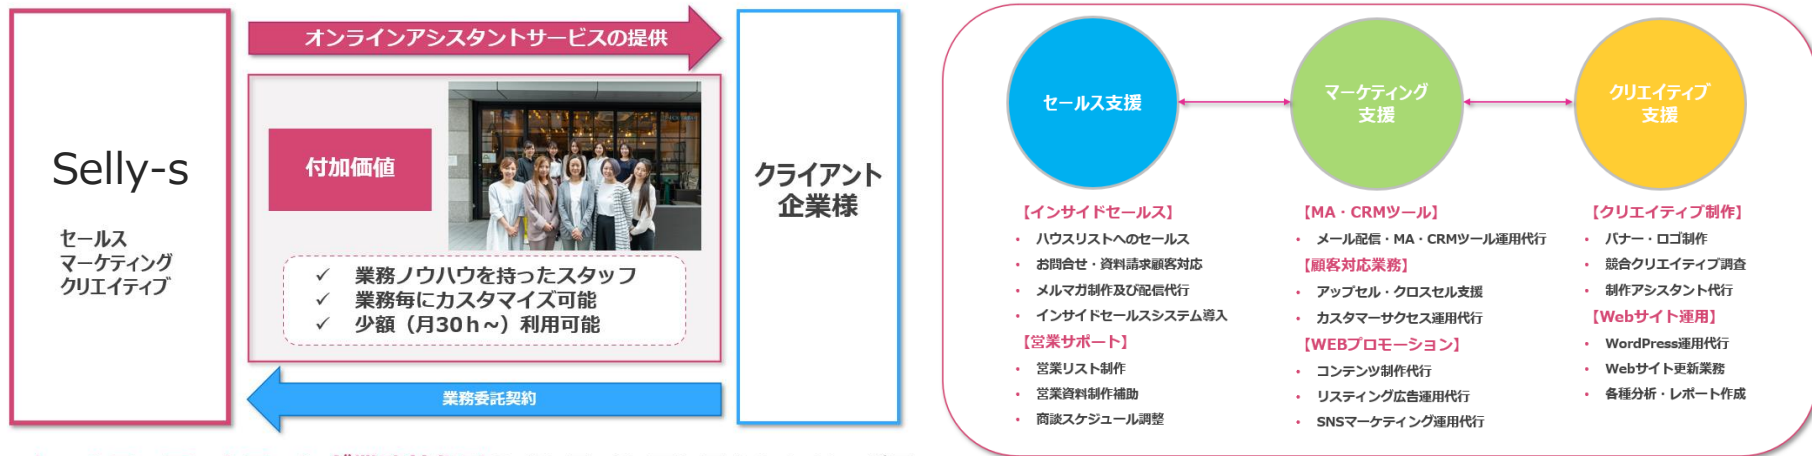 オンラインアシスタントサービスの提供
Selly-s
セールス
マーケティング
クリエイティブ
付加価値
✓ 業務ノウハウを持ったスタッフ
✓ 業務毎にカスタマイズ可能
✓ 少額（月30ｈ~）利用可能
業務委託契約
クライアント
企業様
セールス支援
【インサイドセールス】
・ ハウスリストへのセールス
・ お問合せ・資料請求顧客対応
・ メルマガ制作及び配信代行
・ インサイドセールスシステム導入
【営業サポート】
・ 営業リスト制作
・ 営業資料制作補助
・ 商談スケジュール調整
マーケティング
支援
【MA・CRMツール】
・ メール配信・MA・CRMツール運用代行
【顧客対応業務】
・ アップセル・クロスセル支援
・ カスタマーサクセス運用代行
【WEBプロモーション】
・ コンテンツ制作代行
・ リスティング広告運用代行
・ SNSマーケティング運用代行
クリエイティブ
支援
【クリエイティブ制作】
・ バナー・ロゴ制作
・ 競合クリエイティブ調査
・ 制作アシスタント代行
【Webサイト運用】
・ WordPress運用代行
・ Webサイト更新業務
・ 各種分析・レポート作成